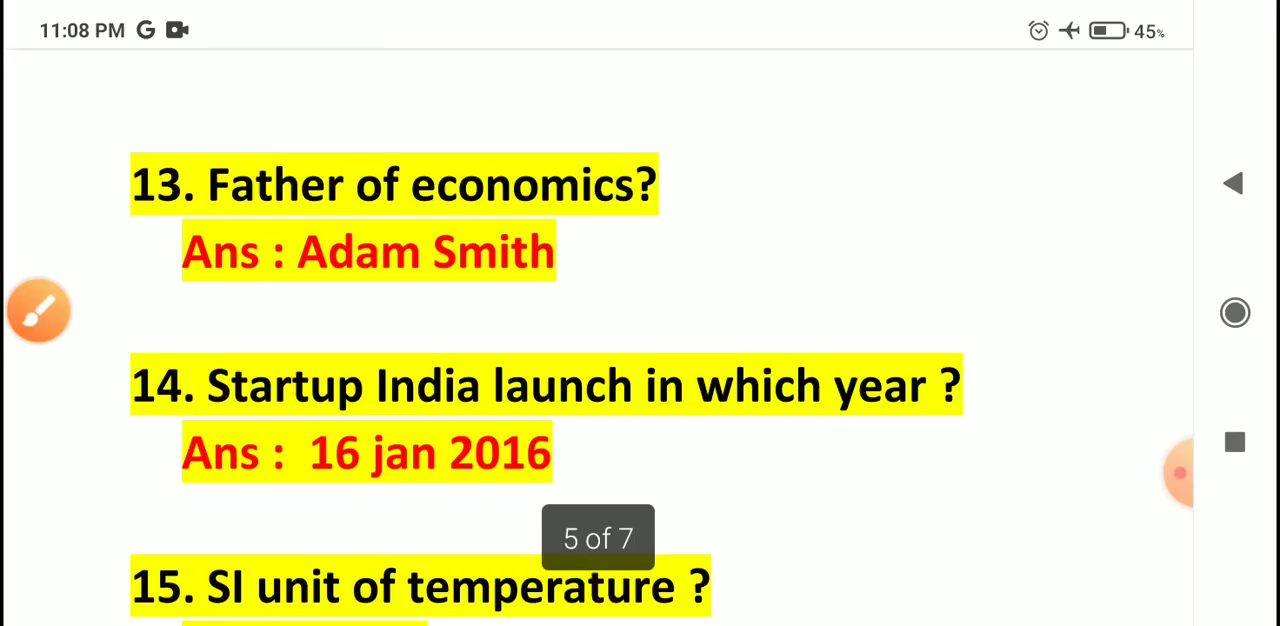 11:08 PM G 45%
13. Father of economics?
Ans : Adam Smith
14. Startup India launch in which year ?
Ans :  16 jan 2016
5 of 7
15. SI unit of temperature ?